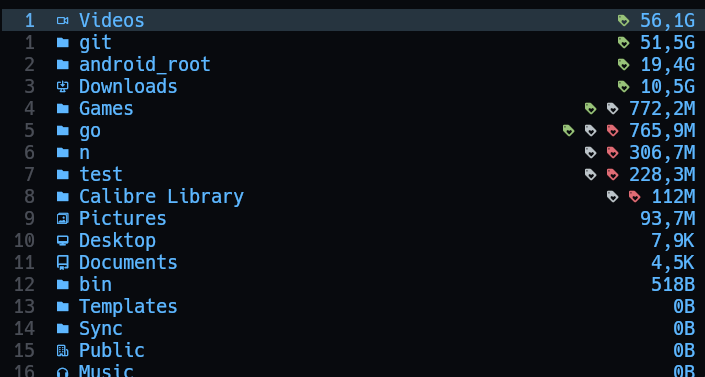 1 Videos 56,1G
1 git 51,5G
2 android_root 19,4G
3 Downloads 10,5G
4 Games 772,2M
5 go 765,9M
6 n 306,7M
7 test 228,3M
8 Calibre Library 112M
9 Pictures 93,7M
10 Desktop 7,9K
11 Documents 4,5K
12 bin 518B
13 Templates 0B
14 Sync 0B
15 Public 0B
16 Music 0B